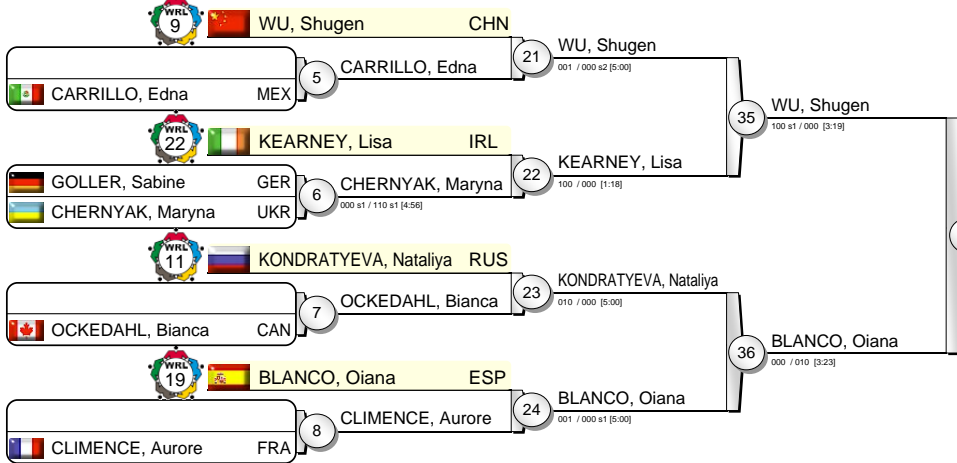 WRL
9
WU, Shugen CHN
21
WU, Shugen
001 / 000 s2 [5:00]
5
CARRILLO, Edna
CARRILLO, Edna MEX
35
WU, Shugen
100 s1 / 000 [3:19]
WRL
22
KEARNEY, Lisa IRL
22
KEARNEY, Lisa
100 / 000 [1:18]
GOLLER, Sabine GER
6
CHERNYAK, Maryna
000 s1 / 110 s1 [4:56]
CHERNYAK, Maryna UKR
WRL
11
KONDRATYEVA, Nataliya RUS
23
KONDRATYEVA, Nataliya
010 / 000 [5:00]
7
OCKEDAHL, Bianca
OCKEDAHL, Bianca CAN
36
BLANCO, Oiana
000 / 010 [3:23]
WRL
19
BLANCO, Oiana ESP
24
BLANCO, Oiana
001 / 000 s1 [5:00]
8
CLIMENCE, Aurore
CLIMENCE, Aurore FRA